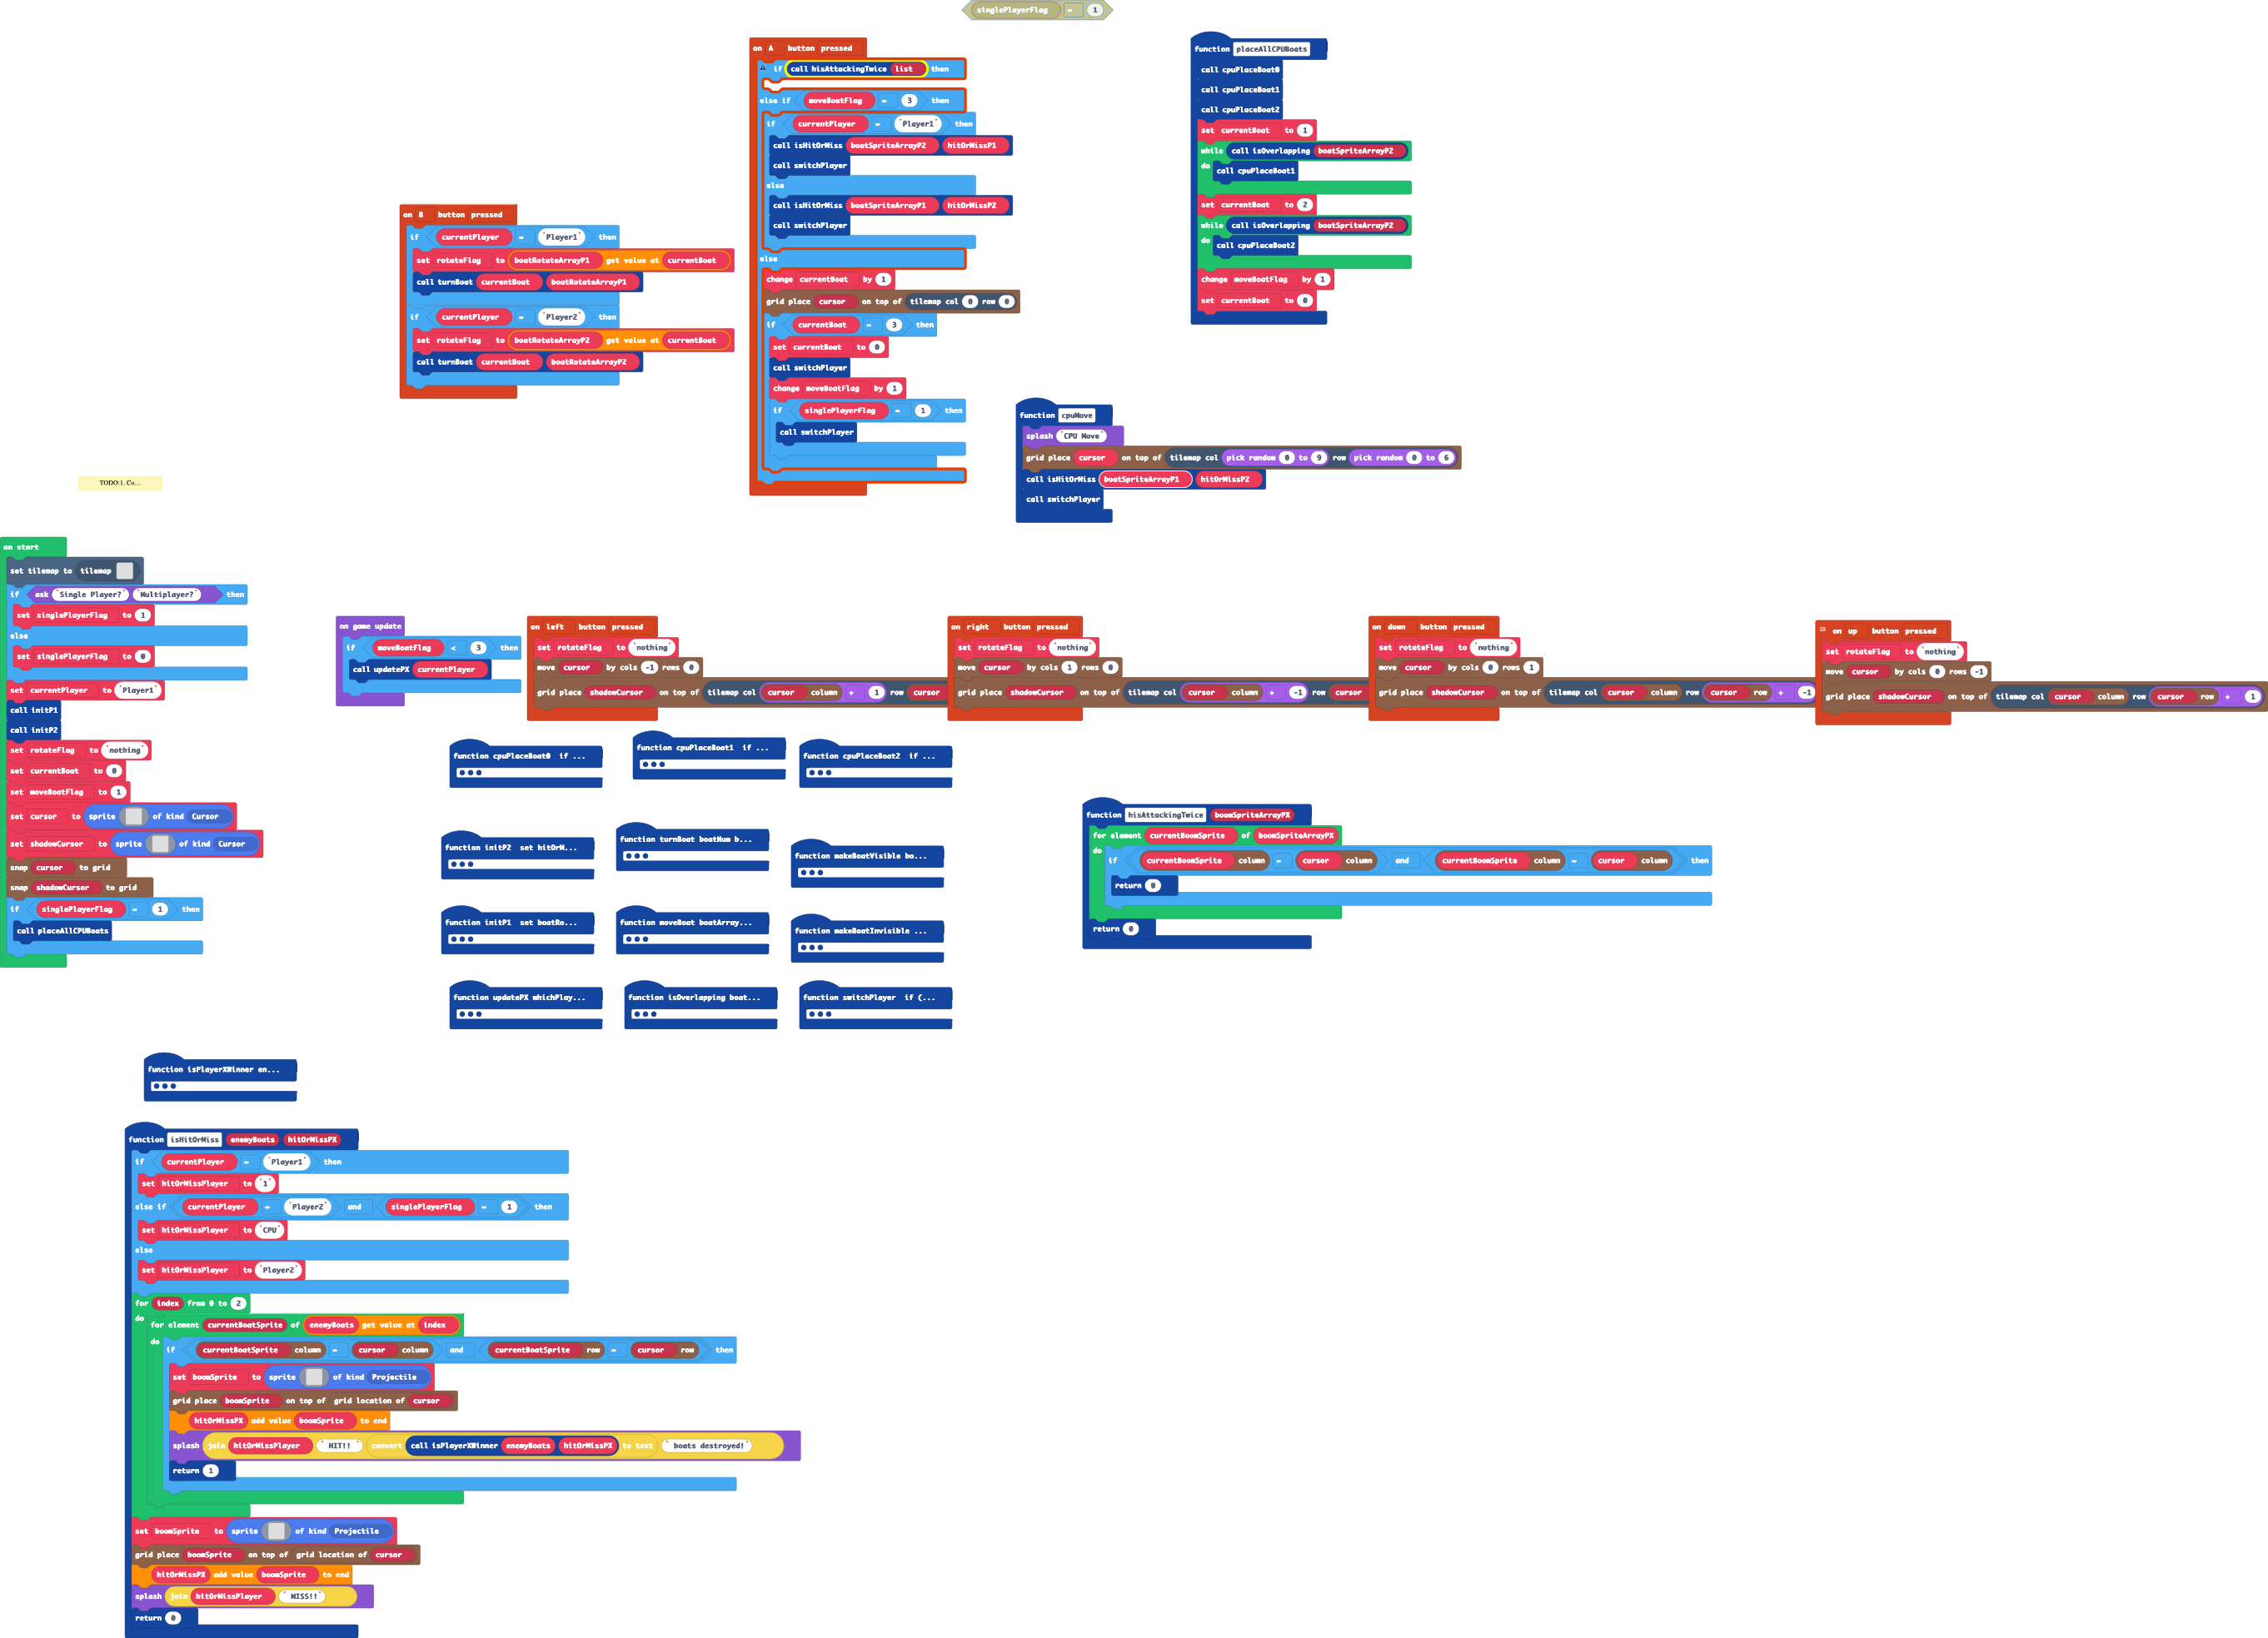 singlePlayerFlag = 1
on A button pressed
if call hisAttackingTwice list then
else if moveBoatFlag = 3 then
if currentPlayer = "Player1" then
call isHitOrMiss boatSpriteArrayP2 hitOrMissP1
call switchPlayer
else
call isHitOrMiss boatSpriteArrayP1 hitOrMissP2
call switchPlayer
else
change currentBoat by 1
grid place cursor on top of tilemap col 0 row 0
if currentBoat = 3 then
set currentBoat to 0
call switchPlayer
change moveBoatFlag by 1
if singlePlayerFlag = 1 then
call switchPlayer
function placeAllCPUBoats
call cpuPlaceBoat0
call cpuPlaceBoat1
call cpuPlaceBoat2
set currentBoat to 1
while call isOverlapping boatSpriteArrayP2
do call cpuPlaceBoat1
set currentBoat to 2
while call isOverlapping boatSpriteArrayP2
do call cpuPlaceBoat2
change moveBoatFlag by 1
set currentBoat to 0
on B button pressed
if currentPlayer = "Player1" then
set rotateFlag to boatRotateArrayP1 get value at currentBoat
call turnBoat currentBoat boatRotateArrayP1
if currentPlayer = "Player2" then
set rotateFlag to boatRotateArrayP2 get value at currentBoat
call turnBoat currentBoat boatRotateArrayP2
function cpuMove
splash "CPU Move"
grid place cursor on top of tilemap col pick random 0 to 9 row pick random 0 to 6
call isHitOrMiss boatSpriteArrayP1 hitOrMissP2
call switchPlayer
TODO:1. Co...
on start
set tilemap to tilemap
if ask "Single Player?" "Multiplayer?" then
set singlePlayerFlag to 1
else
set singlePlayerFlag to 0
set currentPlayer to "Player1"
call initP1
call initP2
set rotateFlag to "nothing"
set currentBoat to 0
set moveBoatFlag to 1
set cursor to sprite of kind Cursor
set shadowCursor to sprite of kind Cursor
snap cursor to grid
snap shadowCursor to grid
if singlePlayerFlag = 1 then
call placeAllCPUBoats
on game update
if moveBoatFlag < 3 then
call updatePX currentPlayer
on left button pressed
set rotateFlag to "nothing"
move cursor by cols -1 rows 0
grid place shadowCursor on top of tilemap col cursor column + 1 row cursor
on right button pressed
set rotateFlag to "nothing"
move cursor by cols 1 rows 0
grid place shadowCursor on top of tilemap col cursor column + -1 row cursor
on down button pressed
set rotateFlag to "nothing"
move cursor by cols 0 rows 1
grid place shadowCursor on top of tilemap col cursor column row cursor row + -1
on up button pressed
set rotateFlag to "nothing"
move cursor by cols 0 rows -1
grid place shadowCursor on top of tilemap col cursor column row cursor row + 1
function cpuPlaceBoat0 if ...
function cpuPlaceBoat1 if ...
function cpuPlaceBoat2 if ...
function initP2 set hitOrM...
function turnBoat boatNum b...
function makeBoatVisible bo...
function initP1 set boatRo...
function moveBoat boatArray...
function makeBoatInvisible ...
function updatePX whichPlay...
function isOverlapping boat...
function switchPlayer if (...
function hisAttackingTwice boomSpriteArrayPX
for element currentBoomSprite of boomSpriteArrayPX
do if currentBoomSprite column = cursor column and currentBoomSprite column = cursor column then
return 0
return 0
function isPlayerXWinner en...
function isHitOrMiss enemyBoats hitOrMissPX
if currentPlayer = "Player1" then
set hitOrMissPlayer to "1"
else if currentPlayer = "Player2" and singlePlayerFlag = 1 then
set hitOrMissPlayer to "CPU"
else
set hitOrMissPlayer to "Player2"
for index from 0 to 2
do for element currentBoatSprite of enemyBoats get value at index
do if currentBoatSprite column = cursor column and currentBoatSprite row = cursor row then
set boomSprite to sprite of kind Projectile
grid place boomSprite on top of grid location of cursor
hitOrMissPX add value boomSprite to end
splash join hitOrMissPlayer " HIT!!" convert call isPlayerXWinner enemyBoats hitOrMissPX to text " boats destroyed!"
return 1
set boomSprite to sprite of kind Projectile
grid place boomSprite on top of grid location of cursor
hitOrMissPX add value boomSprite to end
splash join hitOrMissPlayer " MISS!!"
return 0